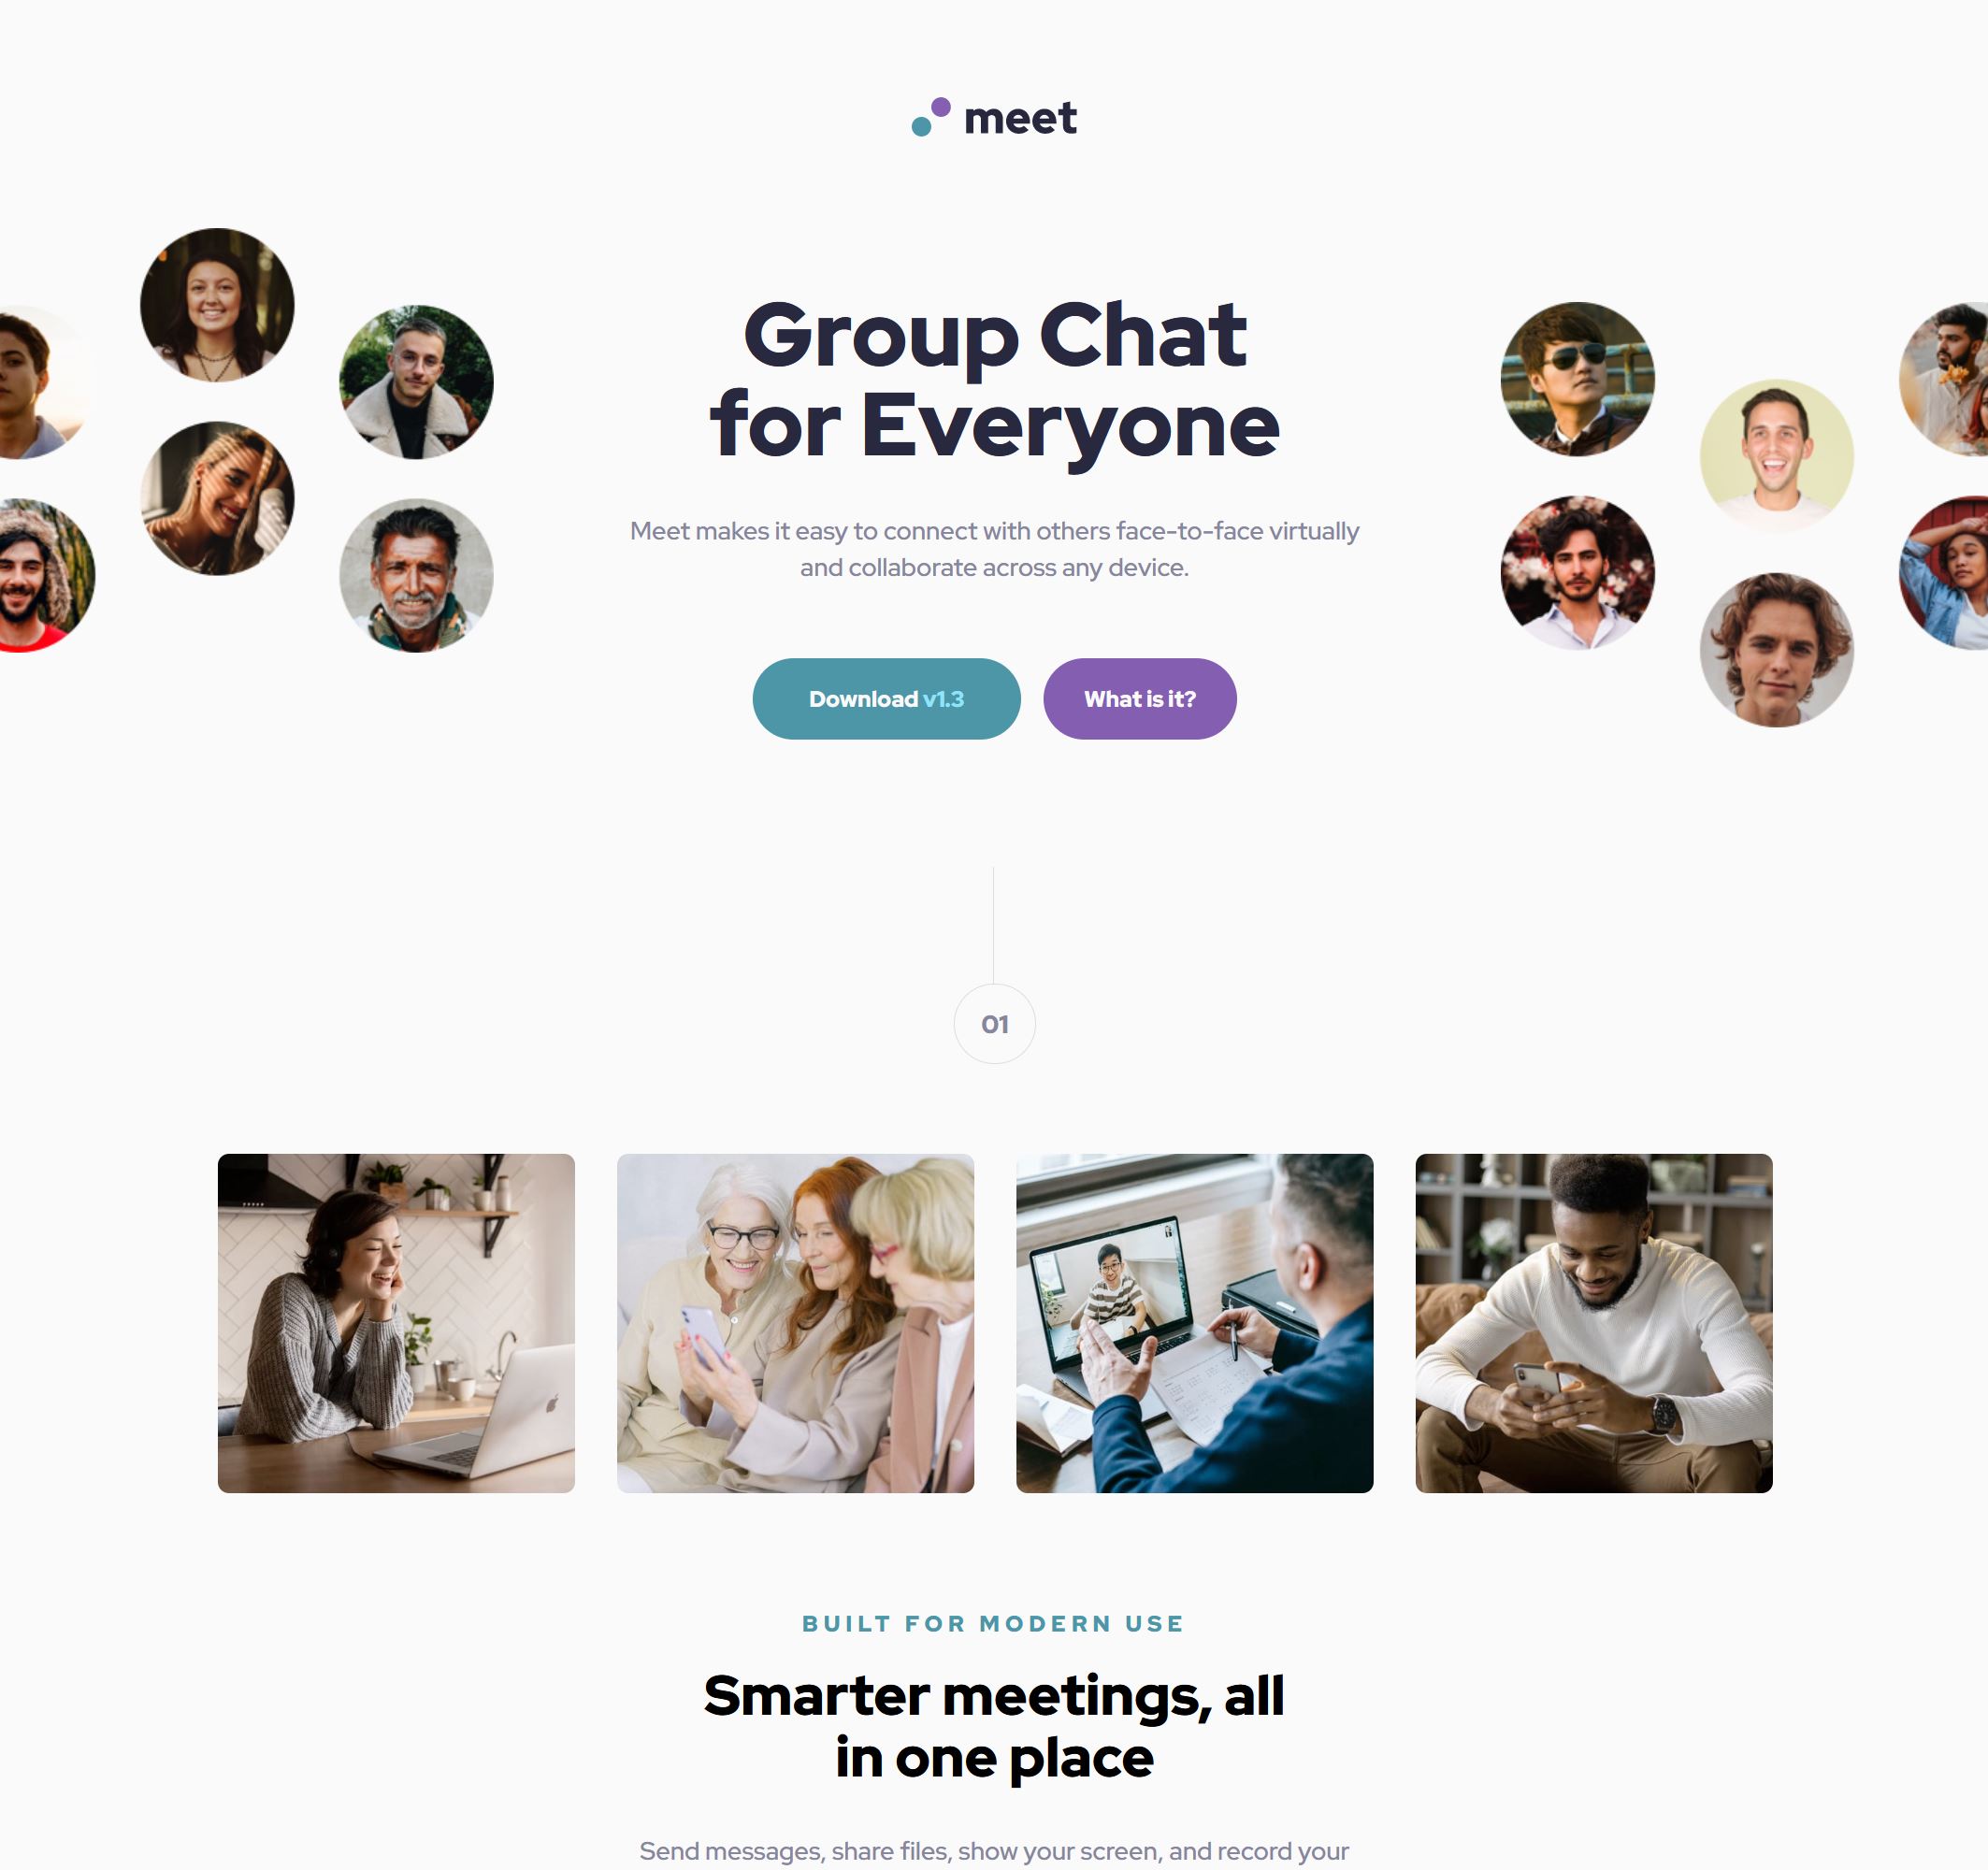 meet
Group Chat
for Everyone
Meet makes it easy to connect with others face-to-face virtually
and collaborate across any device.
Download v1.3
What is it?
01
BUILT FOR MODERN USE
Smarter meetings, all
in one place
Send messages, share files, show your screen, and record your